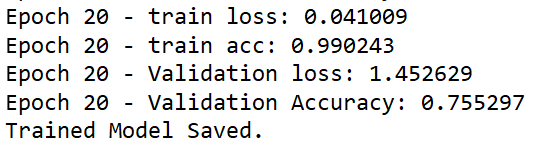 Epoch 20 - train loss: 0.041009
Epoch 20 - train acc: 0.990243
Epoch 20 - Validation loss: 1.452629
Epoch 20 - Validation Accuracy: 0.755297
Trained Model Saved.